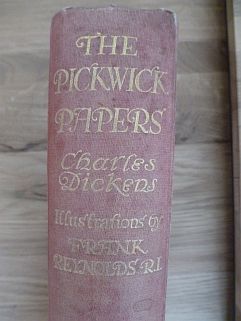 THE
PICKWICK
PAPERS
Charles
Dickens
Illustrations by
FRANK
REYNOLDS R.I.